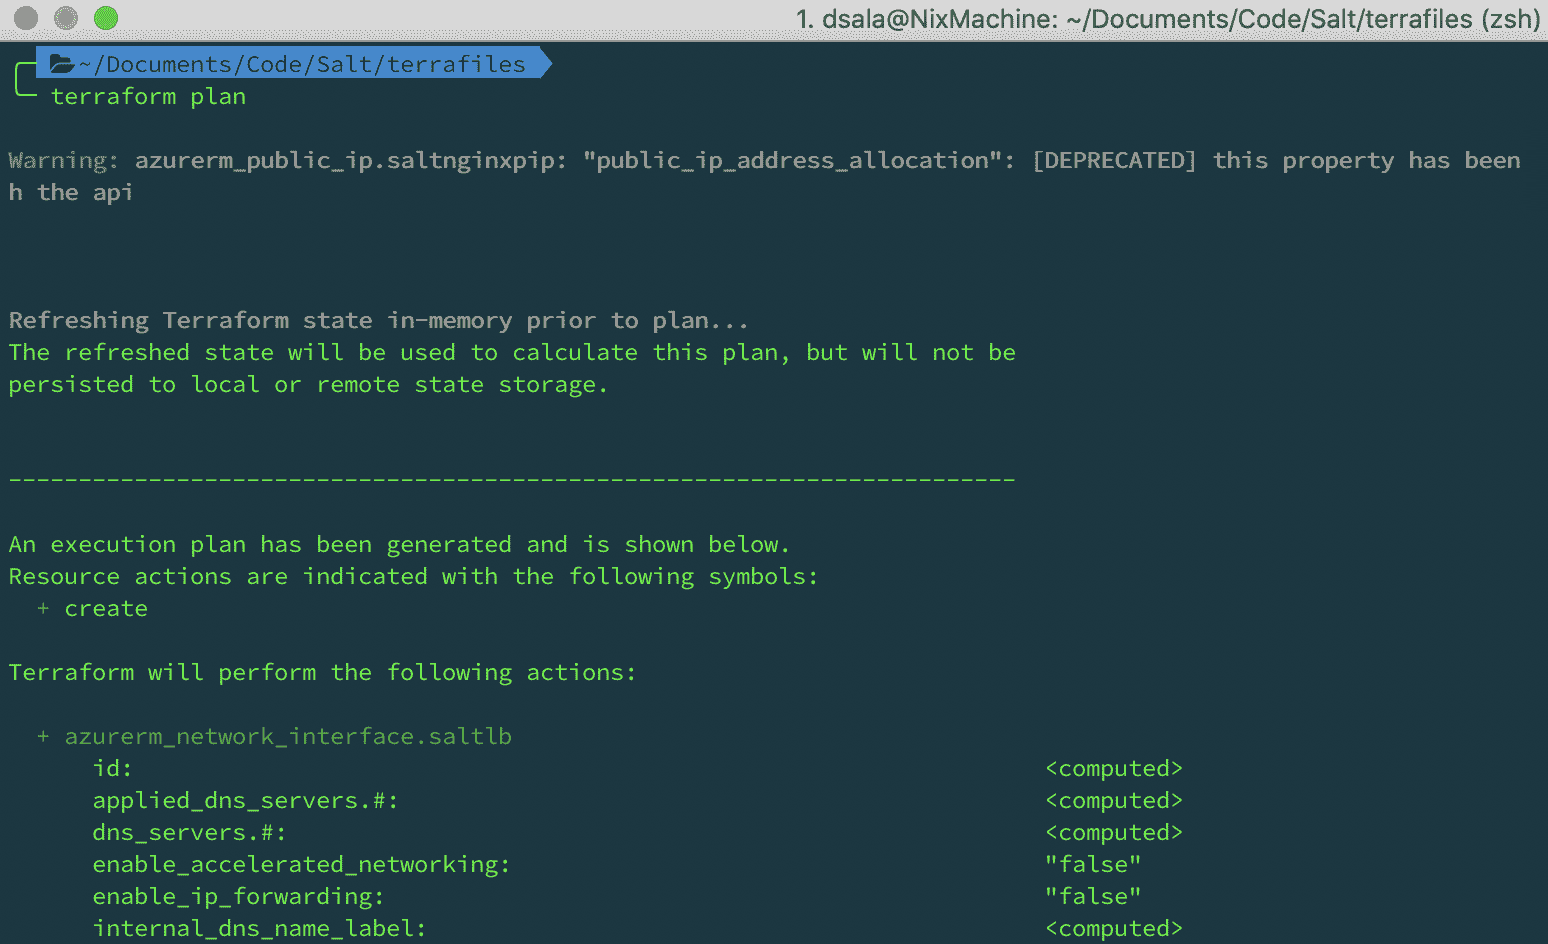 1. dsala@NixMachine: ~/Documents/Code/Salt/terrafiles (zsh)
~/Documents/Code/Salt/terrafiles
terraform plan
Warning: azurerm_public_ip.saltnginxpip: "public_ip_address_allocation": [DEPRECATED] this property has been
h the api
Refreshing Terraform state in-memory prior to plan...
The refreshed state will be used to calculate this plan, but will not be
persisted to local or remote state storage.
------------------------------------------------------------------------
An execution plan has been generated and is shown below.
Resource actions are indicated with the following symbols:
+ create
Terraform will perform the following actions:
+ azurerm_network_interface.saltlb
id: <computed>
applied_dns_servers.#: <computed>
dns_servers.#: <computed>
enable_accelerated_networking: "false"
enable_ip_forwarding: "false"
internal_dns_name_label: <computed>